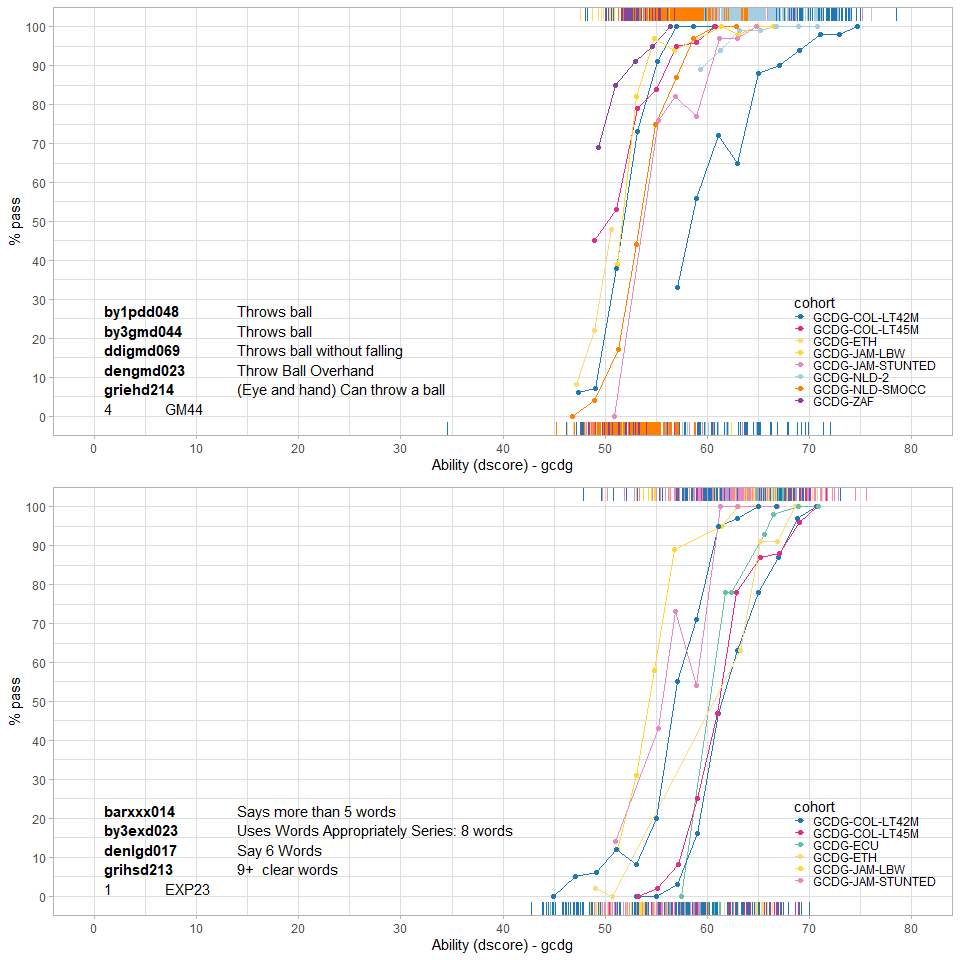 100
90
80
70
60
50
40
30
20
10
0
% pass
by1pdd048 Throws ball
by3gmd044 Throws ball
ddigmd069 Throws ball without falling
dengmd023 Throw Ball Overhand
griehd214 (Eye and hand) Can throw a ball
4 GM44
cohort
GCDG-COL-LT42M
GCDG-COL-LT45M
GCDG-ETH
GCDG-JAM-LBW
GCDG-JAM-STUNTED
GCDG-NLD-2
GCDG-NLD-SMOCC
GCDG-ZAF
0 10 20 30 40 50 60 70 80
Ability (dscore) - gcdg
100
90
80
70
60
50
40
30
20
10
0
% pass
barxxx014 Says more than 5 words
by3exd023 Uses Words Appropriately Series: 8 words
denlgd017 Say 6 Words
grihsd213 9+ clear words
1 EXP23
cohort
GCDG-COL-LT42M
GCDG-COL-LT45M
GCDG-ECU
GCDG-ETH
GCDG-JAM-LBW
GCDG-JAM-STUNTED
0 10 20 30 40 50 60 70 80
Ability (dscore) - gcdg